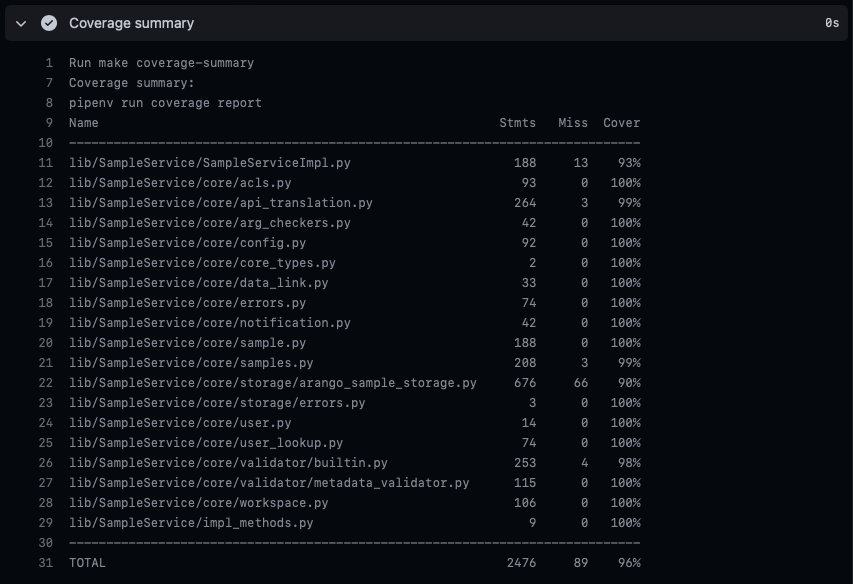 Coverage summary 0s
1 Run make coverage-summary
7 Coverage summary:
8 pipenv run coverage report
9 Name Stmts Miss Cover
10 ------------------------------------------------------------------------------
11 lib/SampleService/SampleServiceImpl.py 188 13 93%
12 lib/SampleService/core/acls.py 93 0 100%
13 lib/SampleService/core/api_translation.py 264 3 99%
14 lib/SampleService/core/arg_checkers.py 42 0 100%
15 lib/SampleService/core/config.py 92 0 100%
16 lib/SampleService/core/core_types.py 2 0 100%
17 lib/SampleService/core/data_link.py 33 0 100%
18 lib/SampleService/core/errors.py 74 0 100%
19 lib/SampleService/core/notification.py 42 0 100%
20 lib/SampleService/core/sample.py 188 0 100%
21 lib/SampleService/core/samples.py 208 3 99%
22 lib/SampleService/core/storage/arango_sample_storage.py 676 66 90%
23 lib/SampleService/core/storage/errors.py 3 0 100%
24 lib/SampleService/core/user.py 14 0 100%
25 lib/SampleService/core/user_lookup.py 74 0 100%
26 lib/SampleService/core/validator/builtin.py 253 4 98%
27 lib/SampleService/core/validator/metadata_validator.py 115 0 100%
28 lib/SampleService/core/workspace.py 106 0 100%
29 lib/SampleService/impl_methods.py 9 0 100%
30 ------------------------------------------------------------------------------
31 TOTAL 2476 89 96%